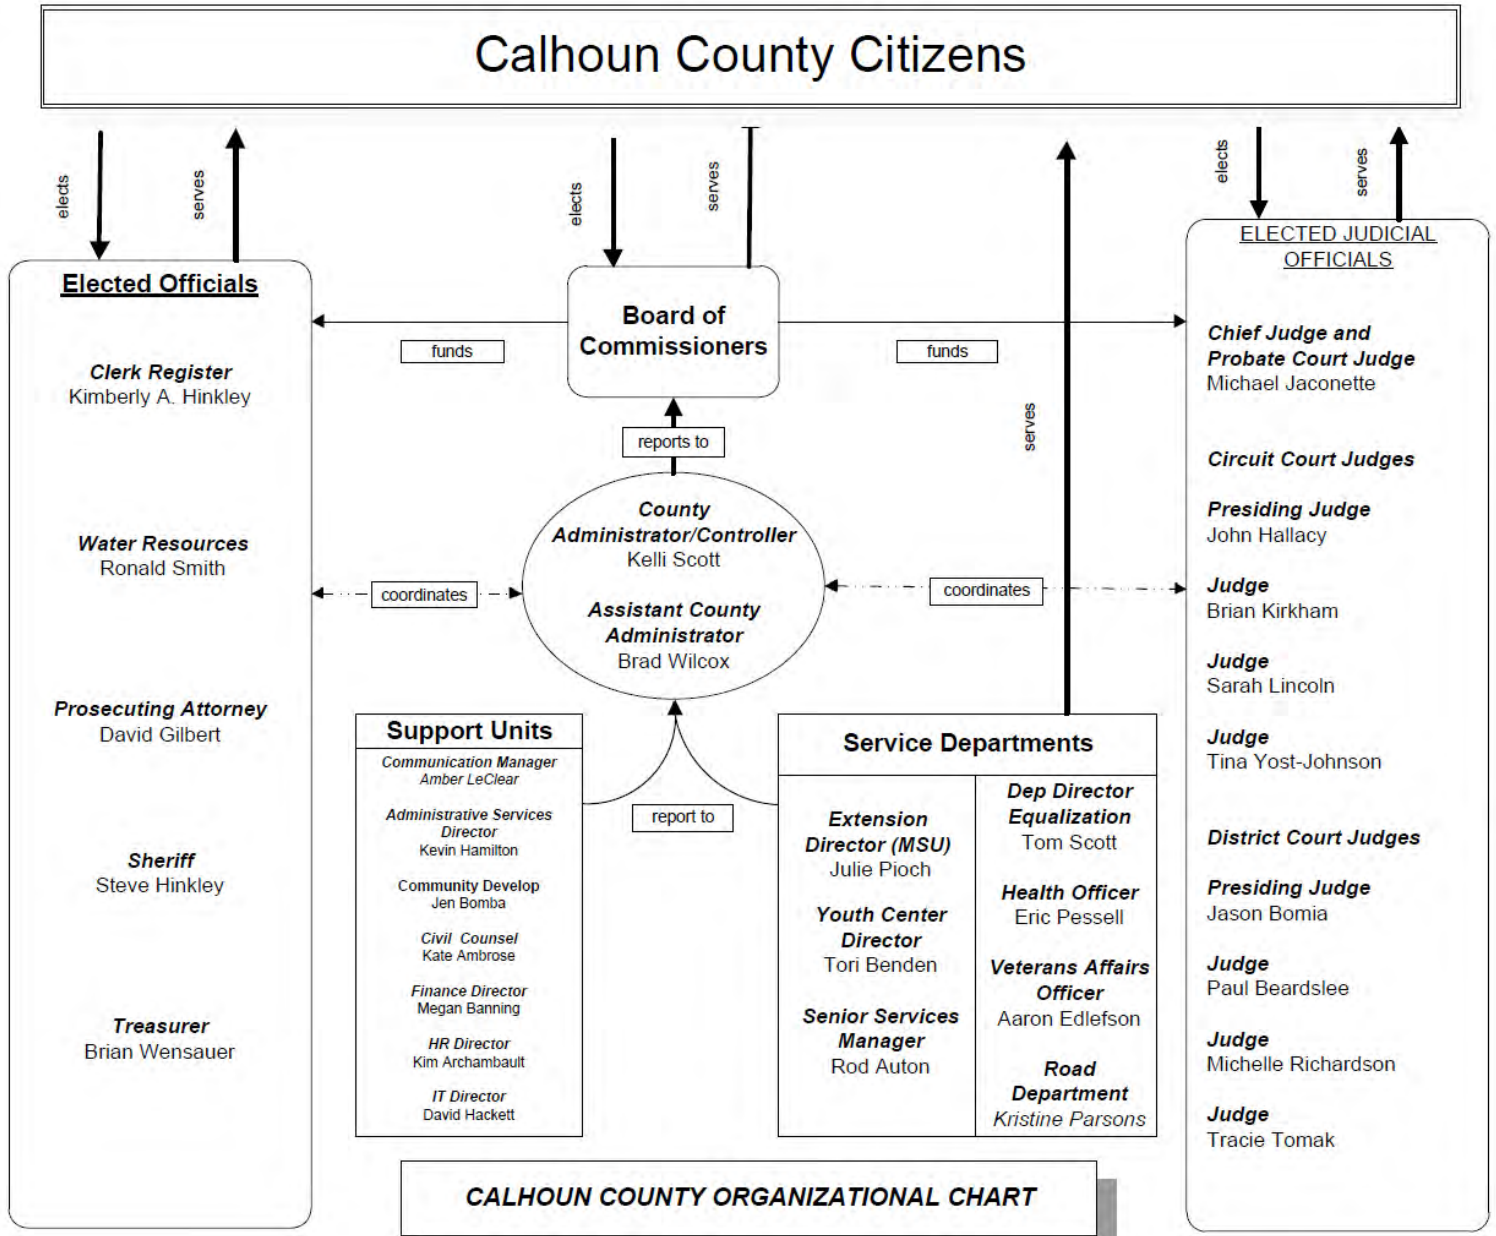 Calhoun County Citizens
elects
serves
elects
serves
serves
elects
serves
Elected Officials
Clerk Register
Kimberly A. Hinkley
Water Resources
Ronald Smith
Prosecuting Attorney
David Gilbert
Sheriff
Steve Hinkley
Treasurer
Brian Wensauer
funds
Board of
Commissioners
funds
reports to
County
Administrator/Controller
Kelli Scott
Assistant County
Administrator
Brad Wilcox
coordinates
coordinates
Support Units
Communication Manager
Amber LeClear
Administrative Services
Director
Kevin Hamilton
Community Develop
Jen Bomba
Civil Counsel
Kate Ambrose
Finance Director
Megan Banning
HR Director
Kim Archambault
IT Director
David Hackett
report to
Service Departments
Extension
Director (MSU)
Julie Pioch
Youth Center
Director
Tori Benden
Senior Services
Manager
Rod Auton
Dep Director
Equalization
Tom Scott
Health Officer
Eric Pessell
Veterans Affairs
Officer
Aaron Edlefson
Road
Department
Kristine Parsons
ELECTED JUDICIAL
OFFICIALS
Chief Judge and
Probate Court Judge
Michael Jaconette
Circuit Court Judges
Presiding Judge
John Hallacy
Judge
Brian Kirkham
Judge
Sarah Lincoln
Judge
Tina Yost-Johnson
District Court Judges
Presiding Judge
Jason Bomia
Judge
Paul Beardslee
Judge
Michelle Richardson
Judge
Tracie Tomak
CALHOUN COUNTY ORGANIZATIONAL CHART